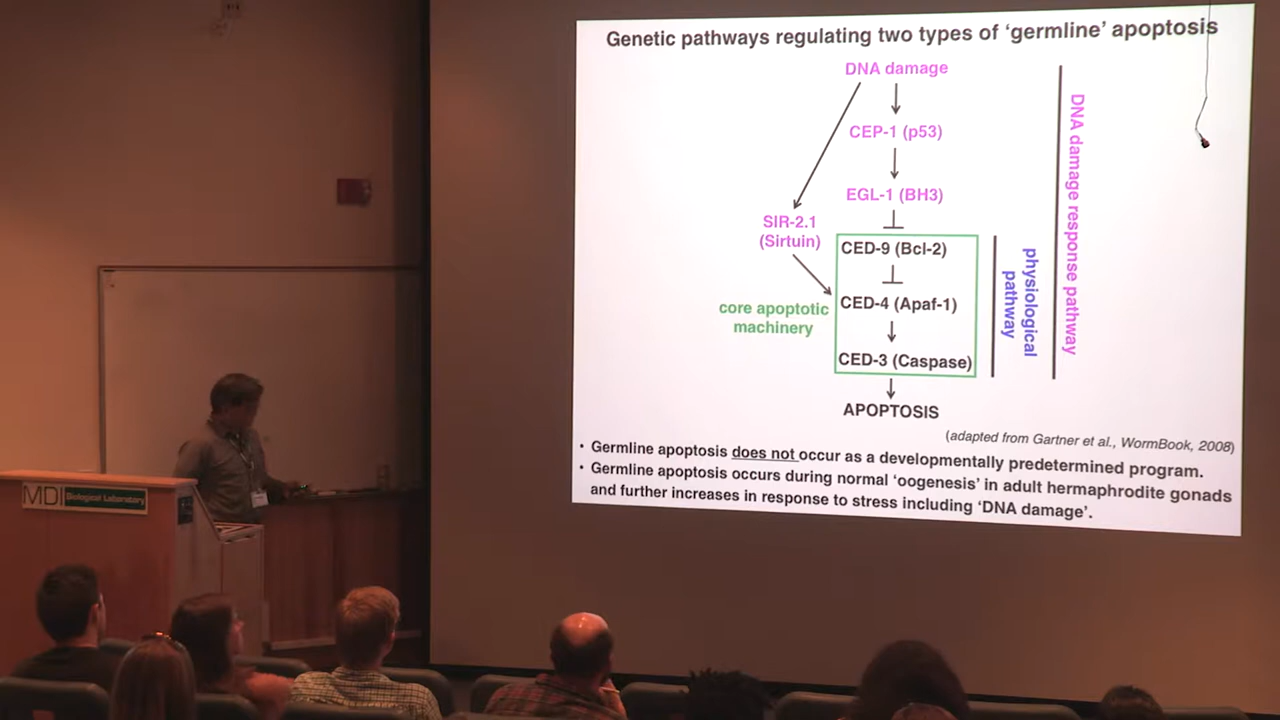 Genetic pathways regulating two types of ‘germline’ apoptosis
DNA damage
CEP-1 (p53)
EGL-1 (BH3)
SIR-2.1
(Sirtuin)
CED-9 (Bcl-2)
CED-4 (Apaf-1)
CED-3 (Caspase)
core apoptotic
machinery
APOPTOSIS
physiological
pathway
DNA damage response pathway
(adapted from Gartner et al., WormBook, 2008)
• Germline apoptosis does not occur as a developmentally predetermined program.
• Germline apoptosis occurs during normal ‘oogenesis’ in adult hermaphrodite gonads
and further increases in response to stress including ‘DNA damage’.
MDI Biological Laboratory